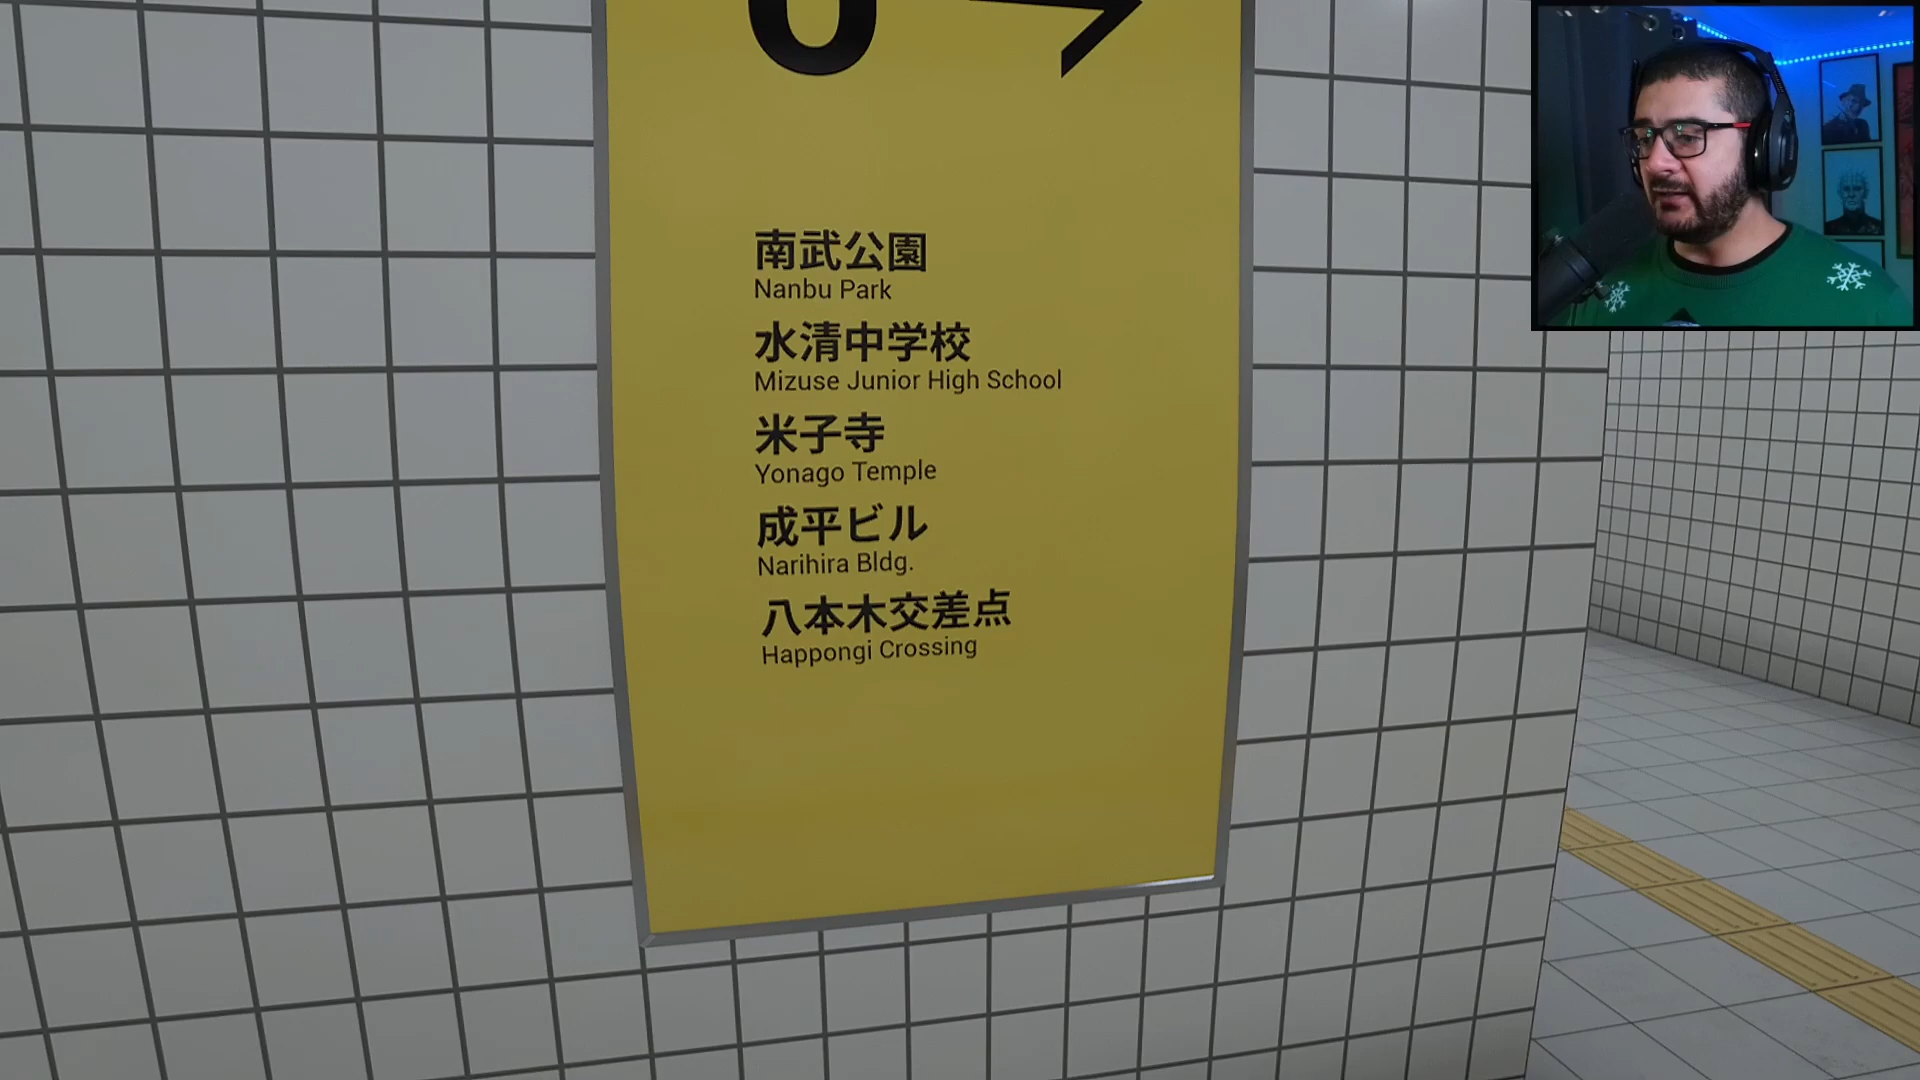 南武公園
Nanbu Park
水清中学校
Mizuse Junior High School
米子寺
Yonago Temple
成平ビル
Narihira Bldg.
八本木交差点
Happongi Crossing